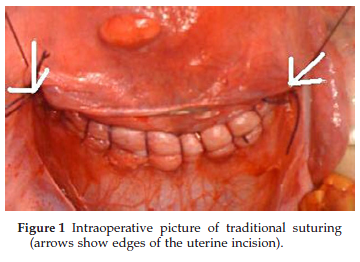 Figure 1 Intraoperative picture of traditional suturing
(arrows show edges of the uterine incision).